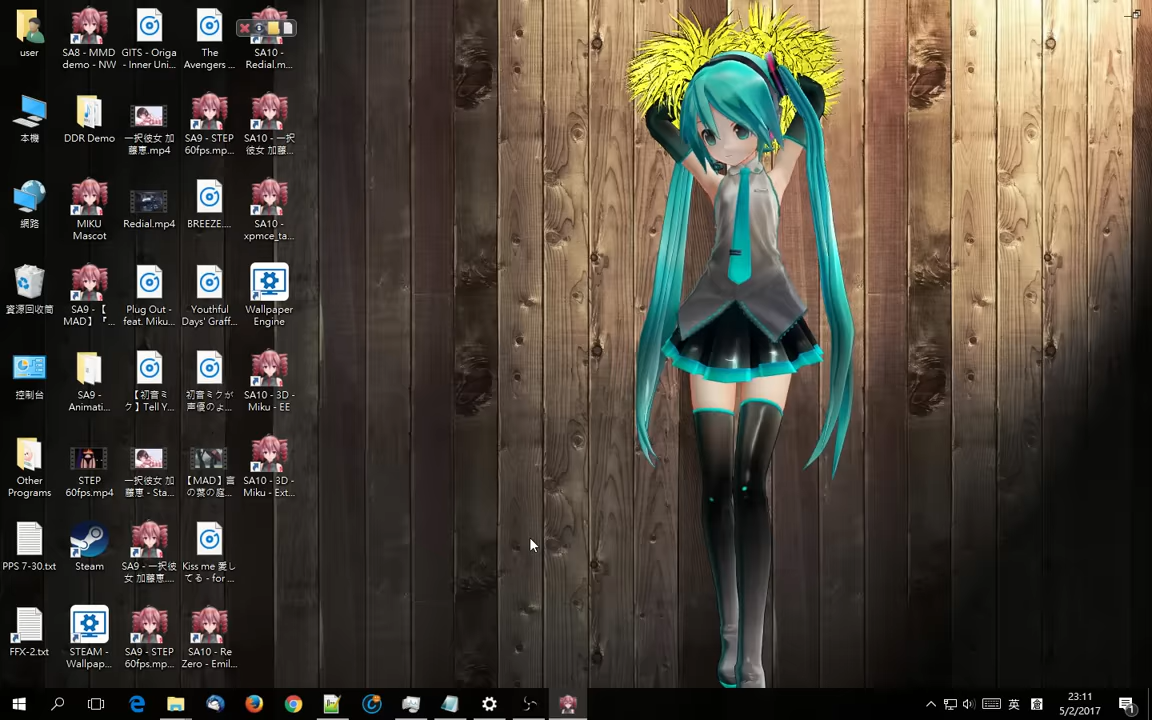 user
SA8 - MMD
demo - NW
GITS - Origa
- Inner Uni...
The
Avengers ...
SA10 -
Redial.m...
本機
DDR Demo
一択彼女 加
藤恵.mp4
SA9 - STEP
60fps.mp...
SA10 - 一択
彼女 加藤...
網路
MIKU
Mascot
Redial.mp4
BREEZE....
SA10 -
xpmce_ta...
資源回收筒
SA9 - 【
MAD】『...
Plug Out -
feat. Miku...
Youthful
Days' Graff...
Wallpaper
Engine
控制台
SA9 -
Animati...
【初音ミ
ク】Tell Y...
初音ミクが
声優のよ...
SA10 - 3D -
Miku - EE
Other
Programs
STEP
60fps.mp4
一択彼女 加
藤恵 - Sta...
【MAD】言
の葉の庭...
SA10 - 3D -
Miku - Ext...
PPS 7-30.txt
Steam
SA9 - 一択彼
女 加藤恵....
Kiss me 愛し
てる - for ...
FFX-2.txt
STEAM -
Wallpap...
SA9 - STEP
60fps.mp...
SA10 - Re
Zero - Emil...
英
23:11
5/2/2017
1